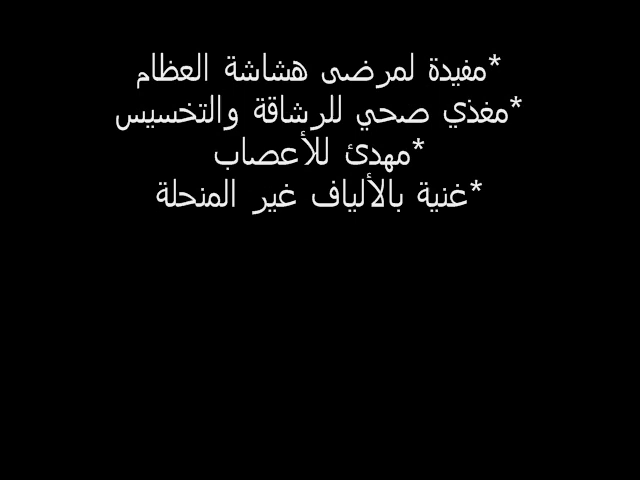 *مفيدة لمرضى هشاشة العظام
*مغذي صحي للرشاقة والتخسيس
*مهدئ للأعصاب
*غنية بالألياف غير المنحلة